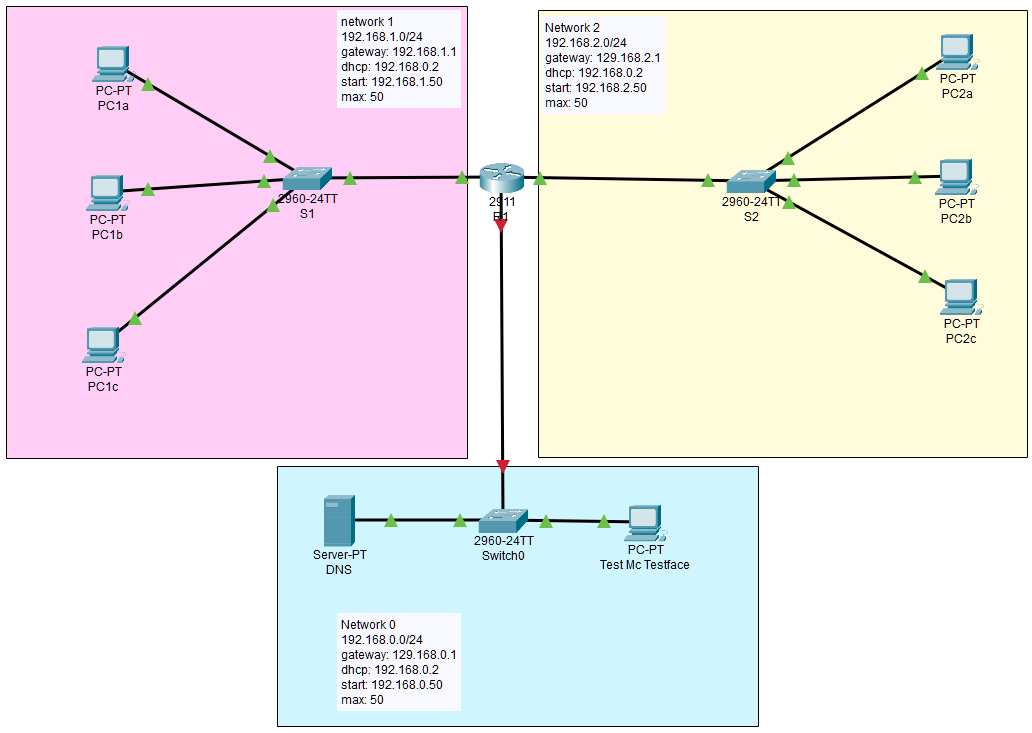 network 1
192.168.1.0/24
gateway: 192.168.1.1
dhcp: 192.168.0.2
start: 192.168.1.50
max: 50
Network 2
192.168.2.0/24
gateway: 129.168.2.1
dhcp: 192.168.0.2
start: 192.168.2.50
max: 50
PC-PT
PC1a
PC-PT
PC2a
2960-24TT
S1
2911
R1
2960-24TT
S2
PC-PT
PC1b
PC-PT
PC2b
PC-PT
PC1c
PC-PT
PC2c
Server-PT
DNS
2960-24TT
Switch0
PC-PT
Test Mc Testface
Network 0
192.168.0.0/24
gateway: 129.168.0.1
dhcp: 192.168.0.2
start: 192.168.0.50
max: 50